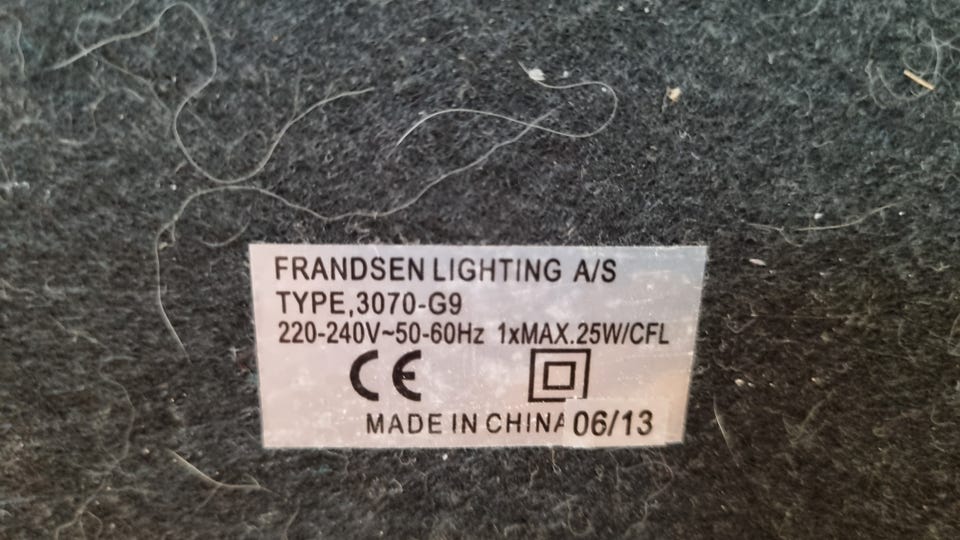 FRANDSEN LIGHTING A/S
TYPE,3070-G9
220-240V~50-60Hz 1xMAX.25W/CFL
CE
MADE IN CHINA 06/13